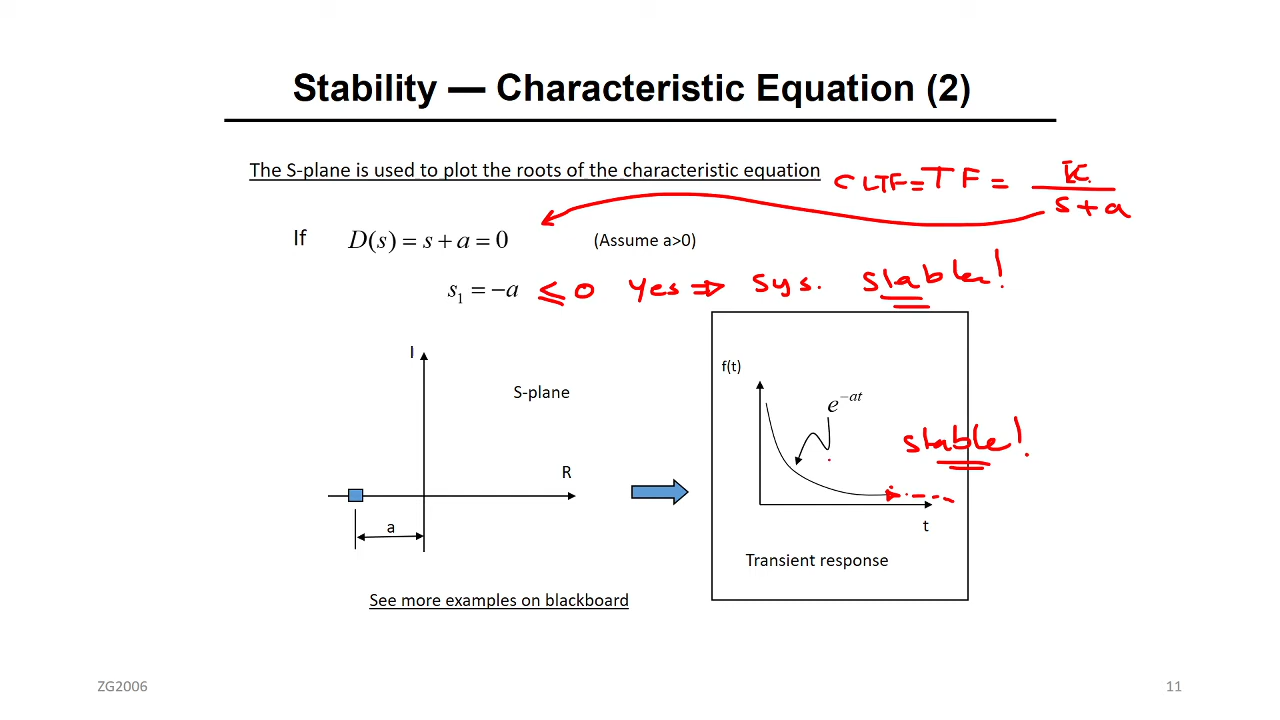 Stability — Characteristic Equation (2)
The S-plane is used to plot the roots of the characteristic equation
CLTF = TF = K / s+a
If D(s) = s + a = 0 (Assume a>0)
s₁ = −a ≤ 0 Yes ⇒ Sys. Stable!
I
S-plane
R
a
f(t)
e^{−at}
stable!
t
Transient response
See more examples on blackboard
ZG2006
11